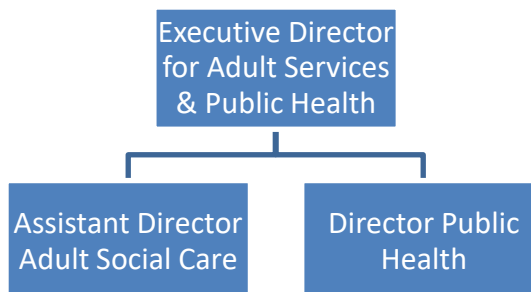 Executive Director
for Adult Services
& Public Health
Assistant Director
Adult Social Care
Director Public
Health